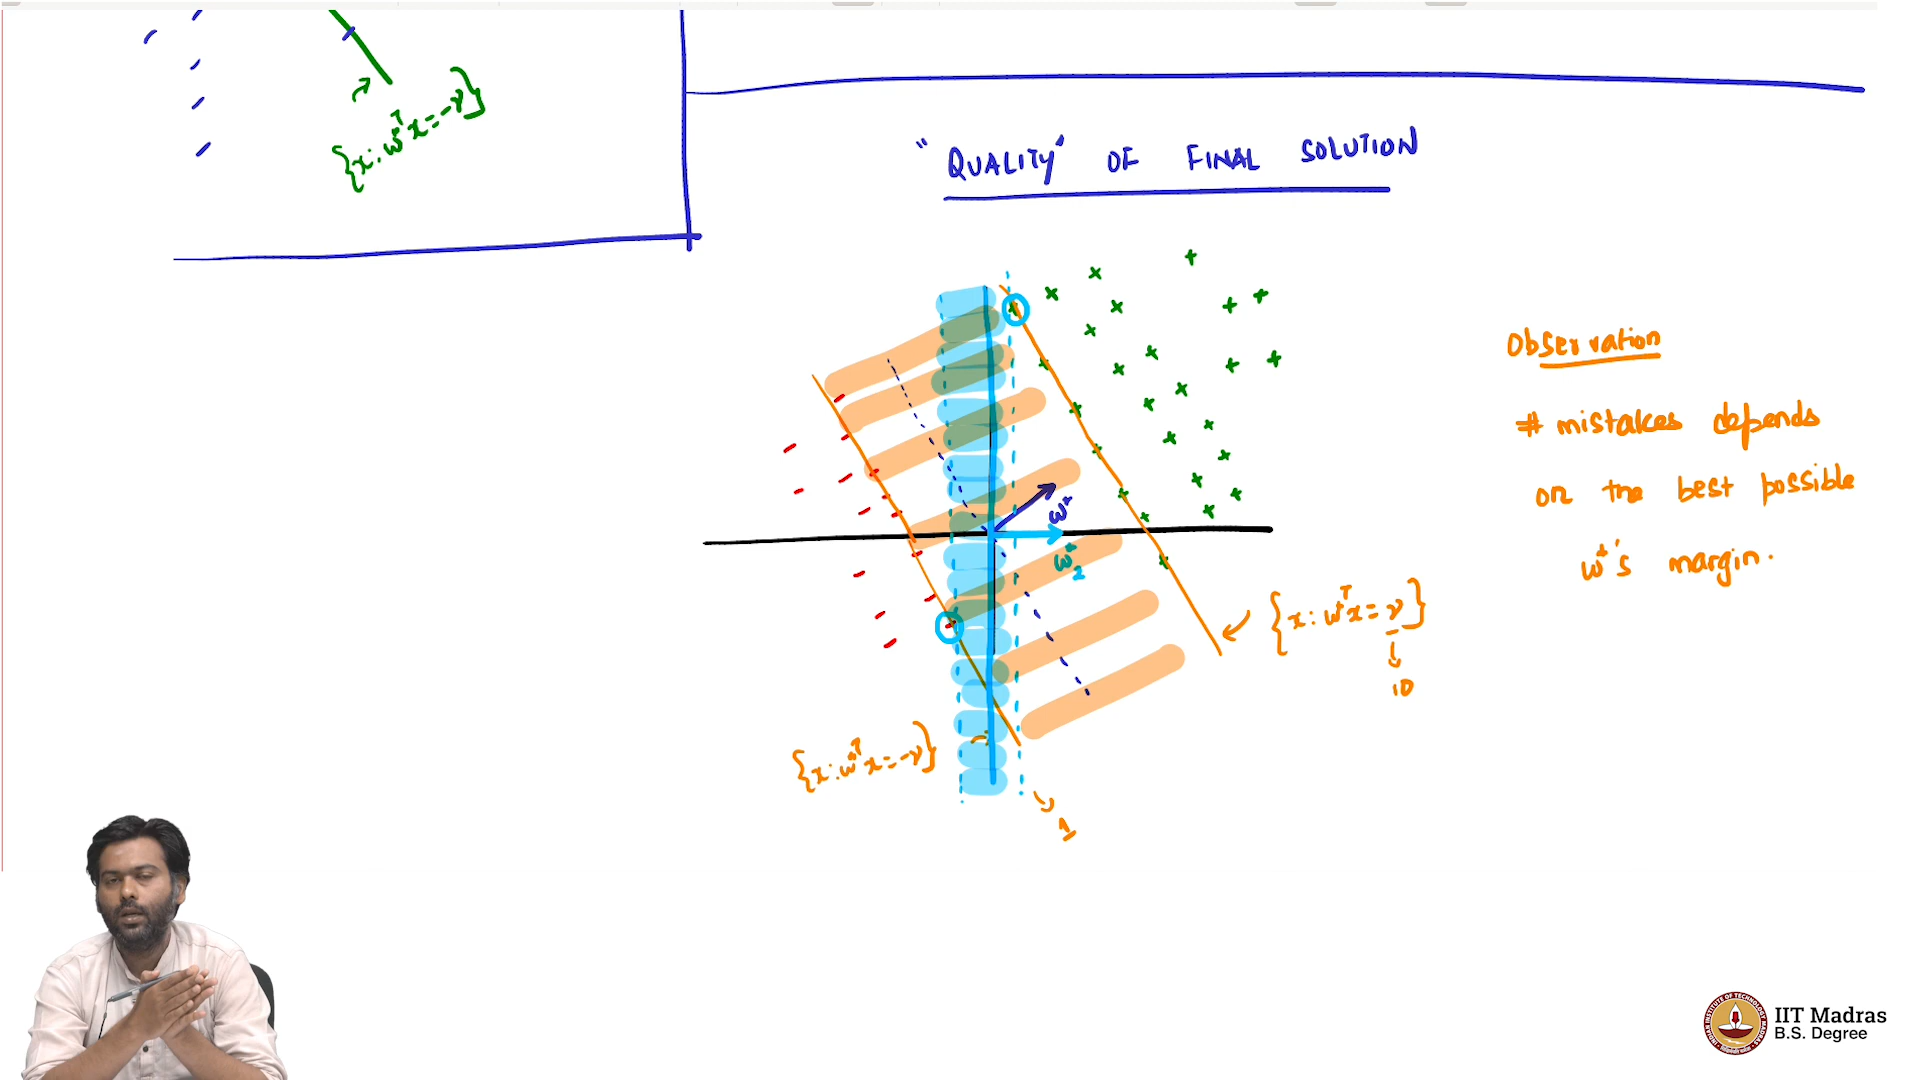 {x: w*ᵀx = -γ}
"QUALITY" OF FINAL SOLUTION
Observation
# mistakes depends
on the best possible
w*'s margin.
w*
w*₂
{x: w*ᵀx = γ}
10
{x: w*ᵀx = -γ}
1
IIT Madras
B.S. Degree